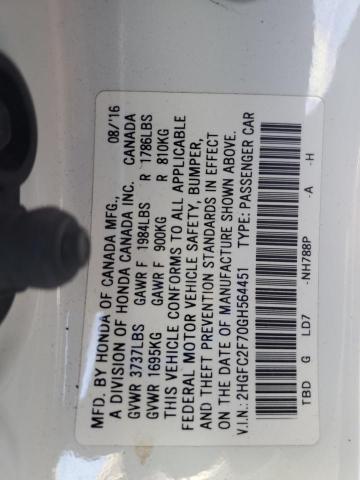 MFD. BY HONDA OF CANADA MFG., 08/'16
A DIVISION OF HONDA CANADA INC. CANADA
GVWR 3737LBS GAWR F 1984LBS R 1786LBS
GVWR 1695KG GAWR F 900KG R 810KG
THIS VEHICLE CONFORMS TO ALL APPLICABLE
FEDERAL MOTOR VEHICLE SAFETY, BUMPER,
AND THEFT PREVENTION STANDARDS IN EFFECT
ON THE DATE OF MANUFACTURE SHOWN ABOVE.
V.I.N.: 2HGFC2F70GH564451 TYPE: PASSENGER CAR
TBD G LD7 -NH788P -A -H